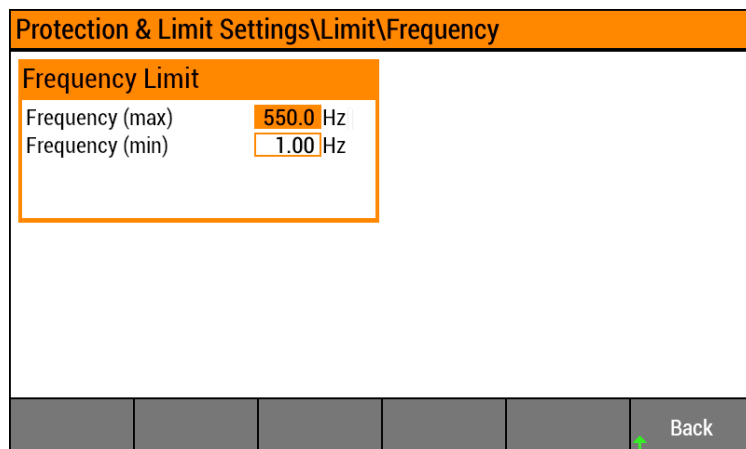 Protection & Limit Settings\Limit\Frequency
Frequency Limit
Frequency (max) 550.0 Hz
Frequency (min) 1.00 Hz
Back